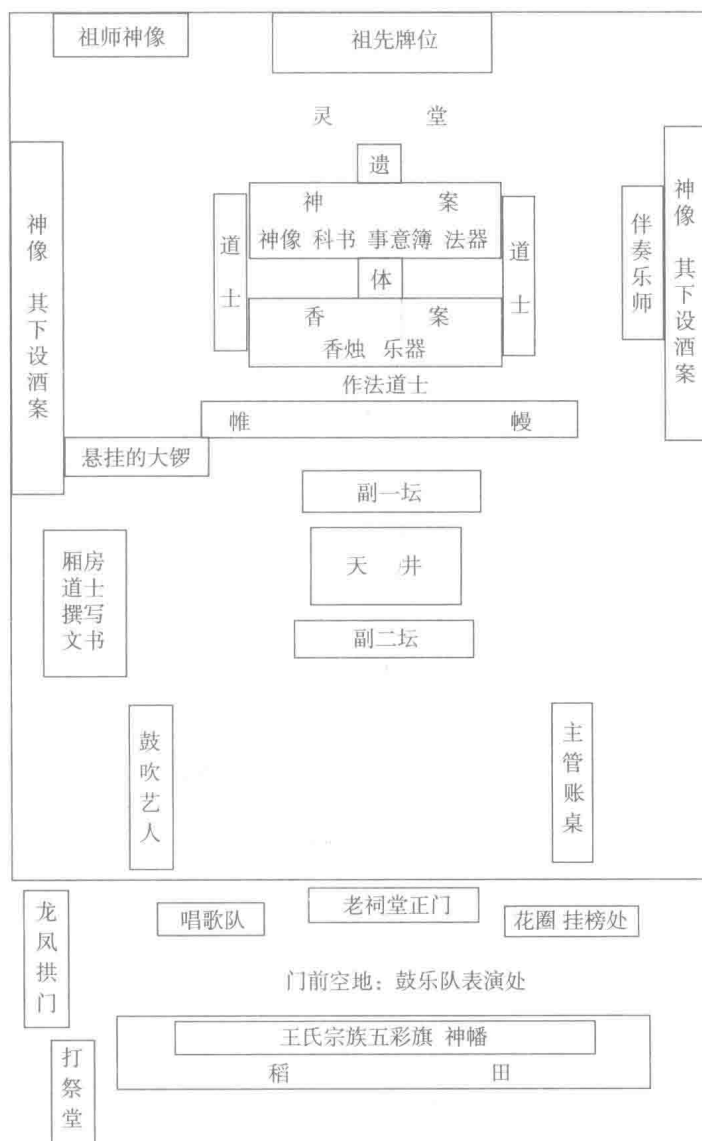 祖师神像
祖先牌位
灵 堂
遗
神 案
神像 科书 事意簿 法器
体
香 案
香烛 乐器
道士
道士
伴奏乐师
神像 其下设酒案
神像 其下设酒案
作法道士
帷 幔
悬挂的大锣
副一坛
天 井
厢房
道士
撰写
文书
副二坛
鼓吹艺人
主管账桌
龙凤拱门
唱歌队
老祠堂正门
花圈 挂榜处
门前空地：鼓乐队表演处
王氏宗族五彩旗 神幡
稻 田
打祭堂